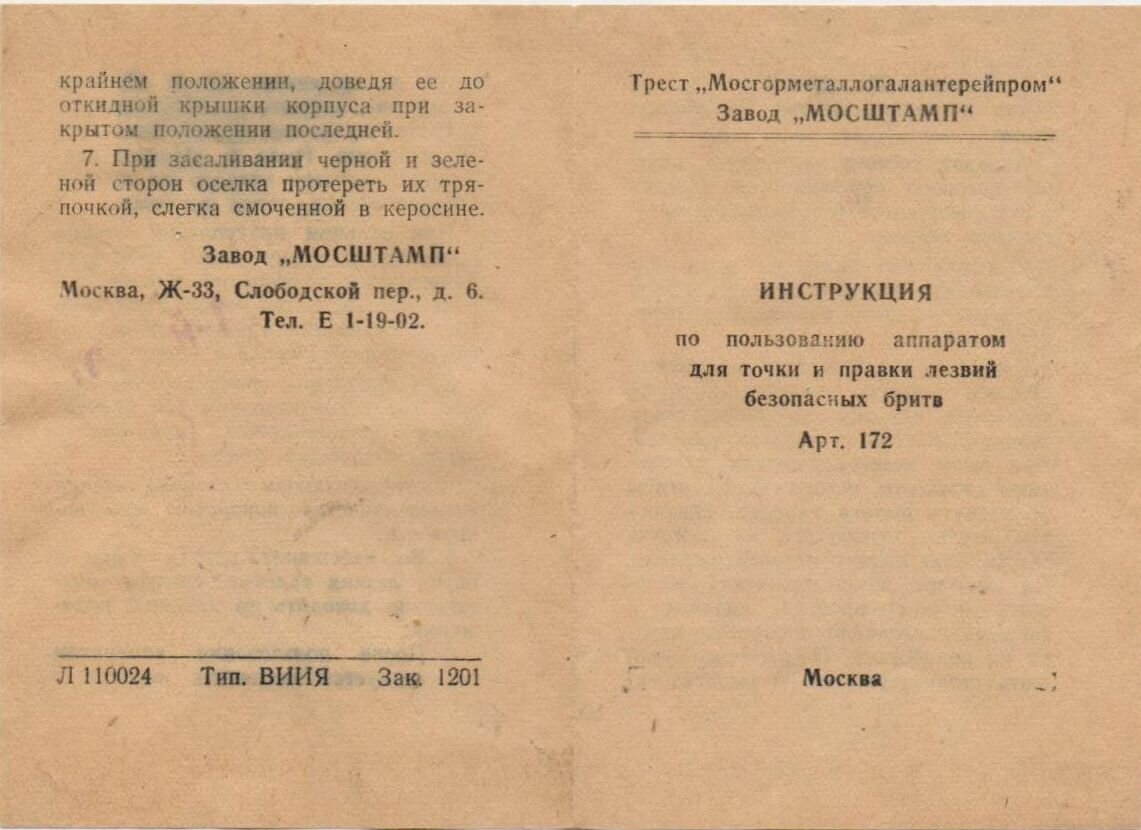 крайнем положении, доведя ее до
откидной крышки корпуса при за-
крытом положении последней.
7. При засаливании черной и зеле-
ной сторон оселка протереть их тря-
почкой, слегка смоченной в керосине.
Завод „МОСШТАМП“
Москва, Ж-33, Слободской пер., д. 6.
Тел. Е 1-19-02.
Л 110024 Тип. ВИИЯ Зак. 1201
Трест „Мосгорметаллогалантерейпром“
Завод „МОСШТАМП“
ИНСТРУКЦИЯ
по пользованию аппаратом
для точки и правки лезвий
безопасных бритв
Арт. 172
Москва